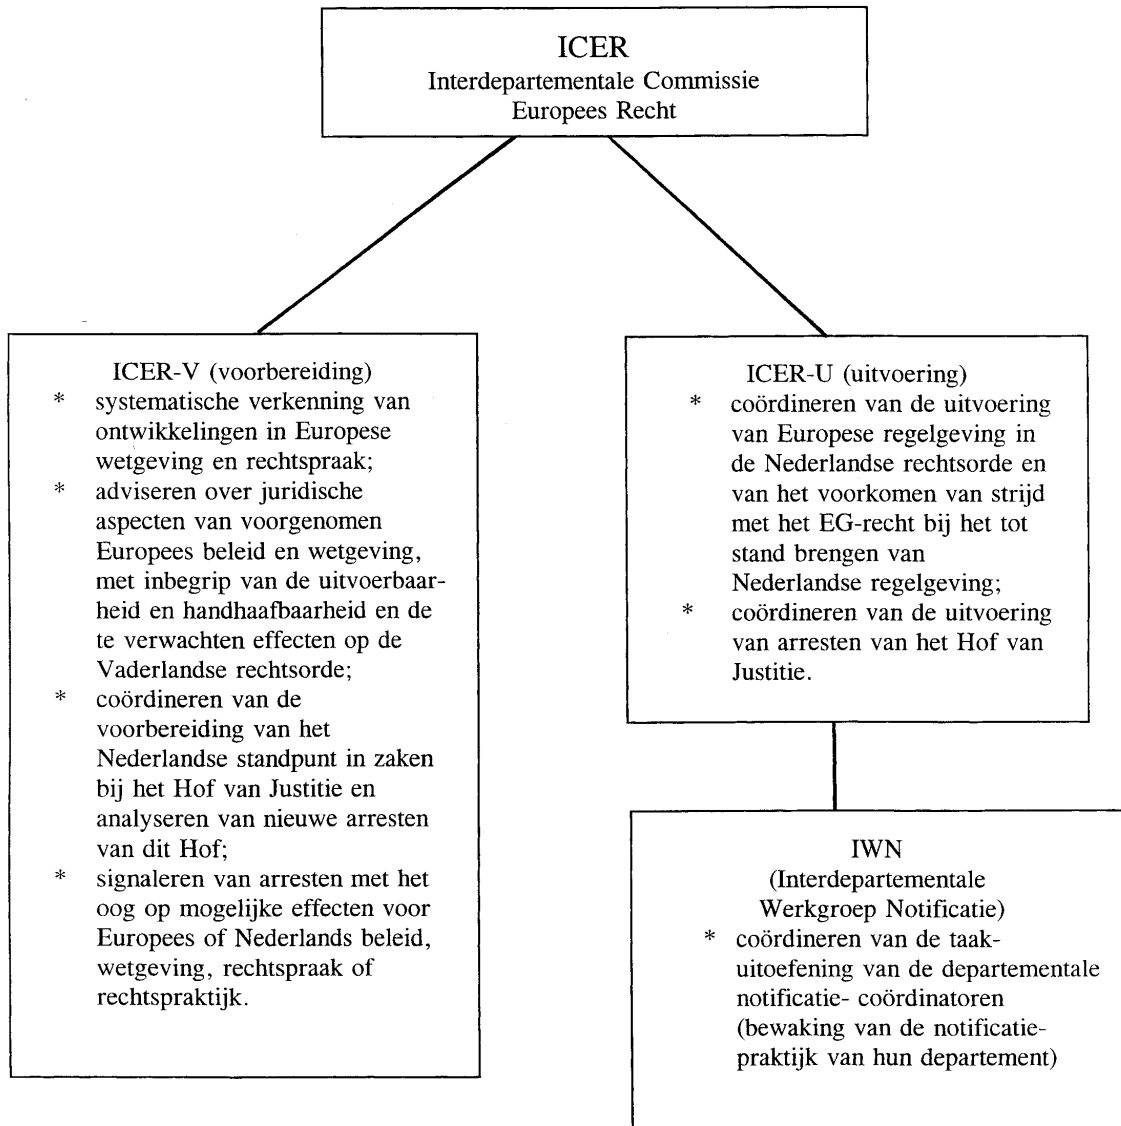 ICER
Interdepartementale Commissie
Europees Recht
ICER-V (voorbereiding)
* systematische verkenning van
ontwikkelingen in Europese
wetgeving en rechtspraak;
* adviseren over juridische
aspecten van voorgenomen
Europees beleid en wetgeving,
met inbegrip van de uitvoerbaar-
heid en handhaafbaarheid en de
te verwachten effecten op de
Vaderlandse rechtsorde;
* coördineren van de
voorbereiding van het
Nederlandse standpunt in zaken
bij het Hof van Justitie en
analyseren van nieuwe arresten
van dit Hof;
* signaleren van arresten met het
oog op mogelijke effecten voor
Europees of Nederlands beleid,
wetgeving, rechtspraak of
rechtspraktijk.
ICER-U (uitvoering)
* coördineren van de uitvoering
van Europese regelgeving in
de Nederlandse rechtsorde en
van het voorkomen van strijd
met het EG-recht bij het tot
stand brengen van
Nederlandse regelgeving;
* coördineren van de uitvoering
van arresten van het Hof van
Justitie.
IWN
(Interdepartementale
Werkgroep Notificatie)
* coördineren van de taak-
uitoefening van de departementale
notificatie- coördinatoren
(bewaking van de notificatie-
praktijk van hun departement)